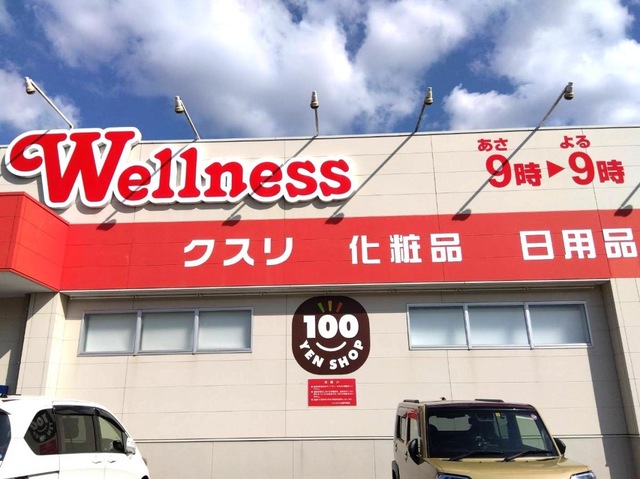 Wellness
あさ よる
9時▶9時
クスリ 化粧品 日用品
100
YEN SHOP